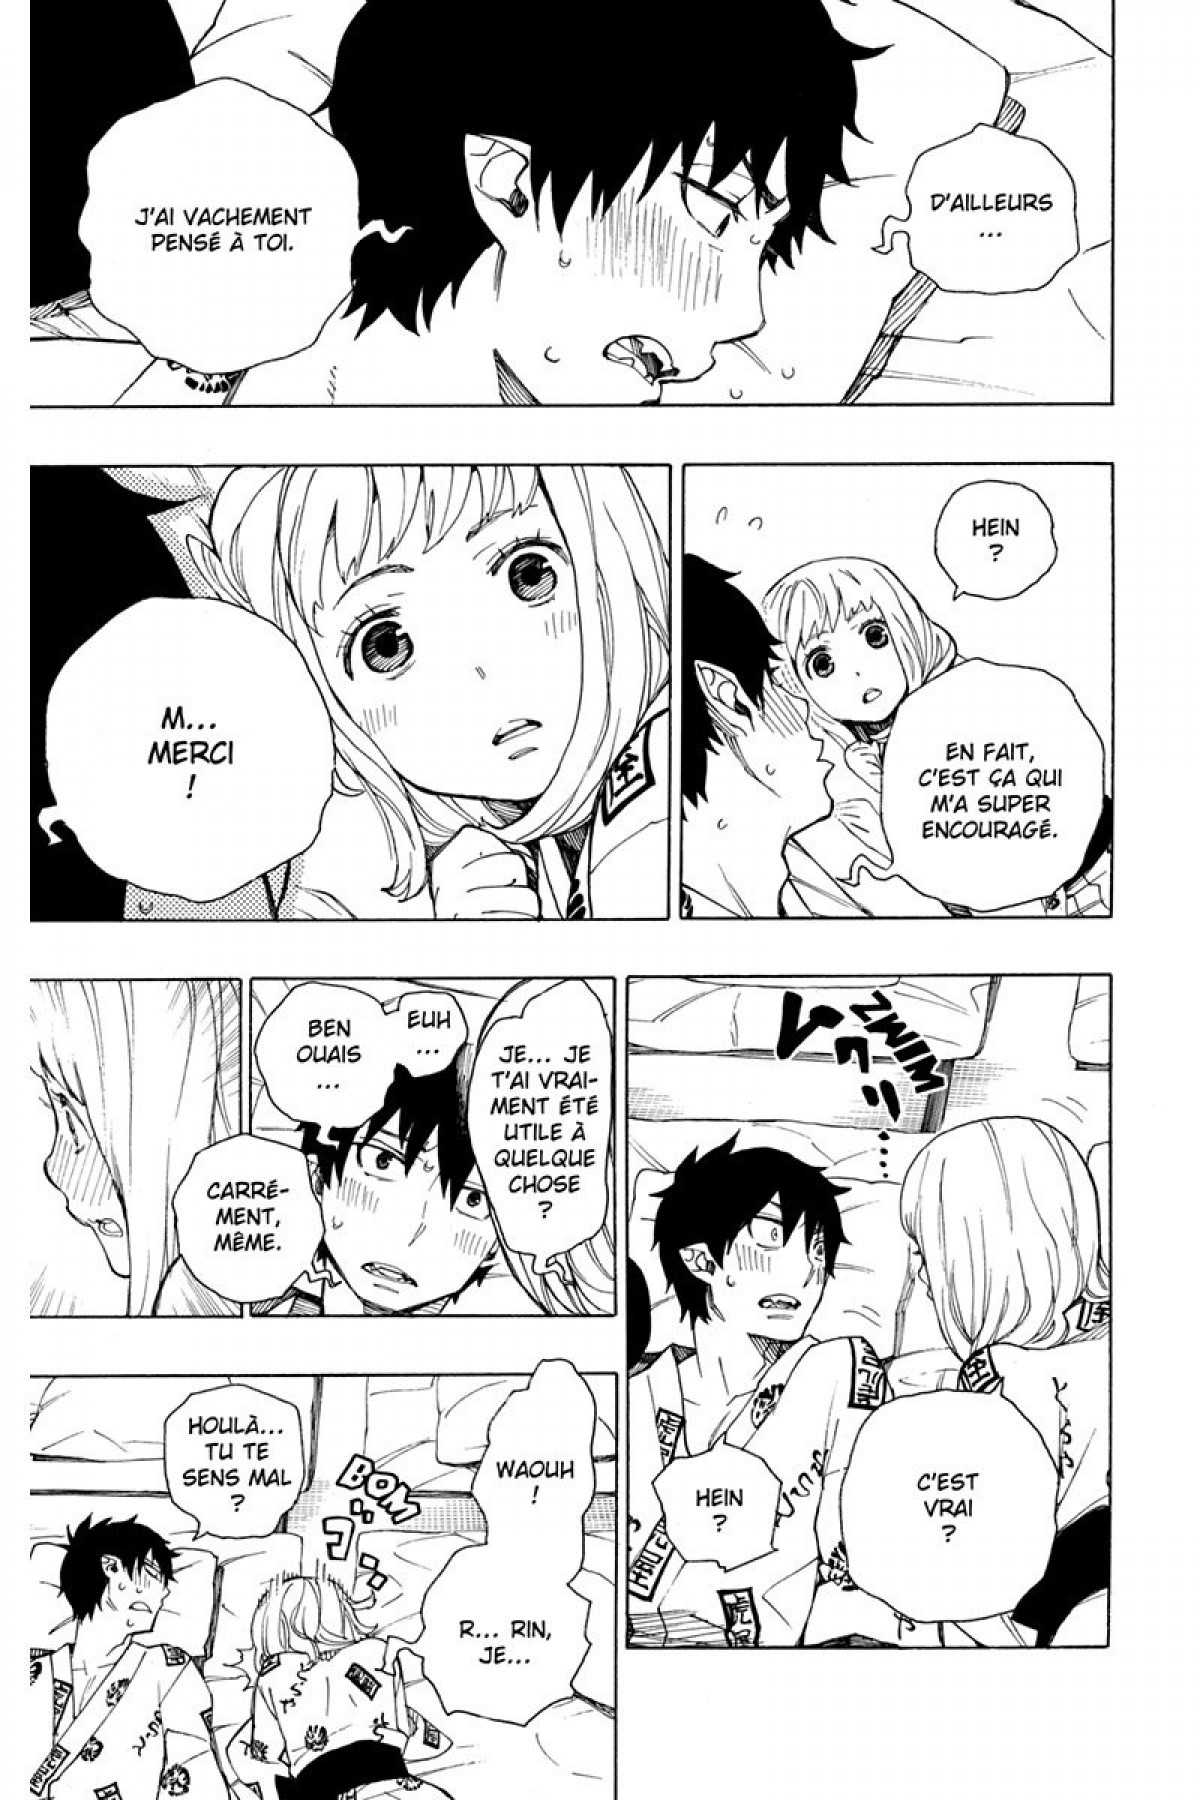 D'AILLEURS
...
J'AI VACHEMENT
PENSÉ À TOI.
HEIN
?
EN FAIT,
C'EST ÇA QUI
M'A SUPER
ENCOURAGÉ.
M...
MERCI
!
ZWIM
C'EST
VRAI
?
HEIN
?
JE... JE
T'AI VRAI-
MENT ÉTÉ
UTILE À
QUELQUE
CHOSE
?
EUH
...
BEN
OUAIS
...
CARRÉ-
MENT,
MÊME.
WAOUH
!
R... RIN,
JE...
BOM
HOULÀ...
TU TE
SENS MAL
?